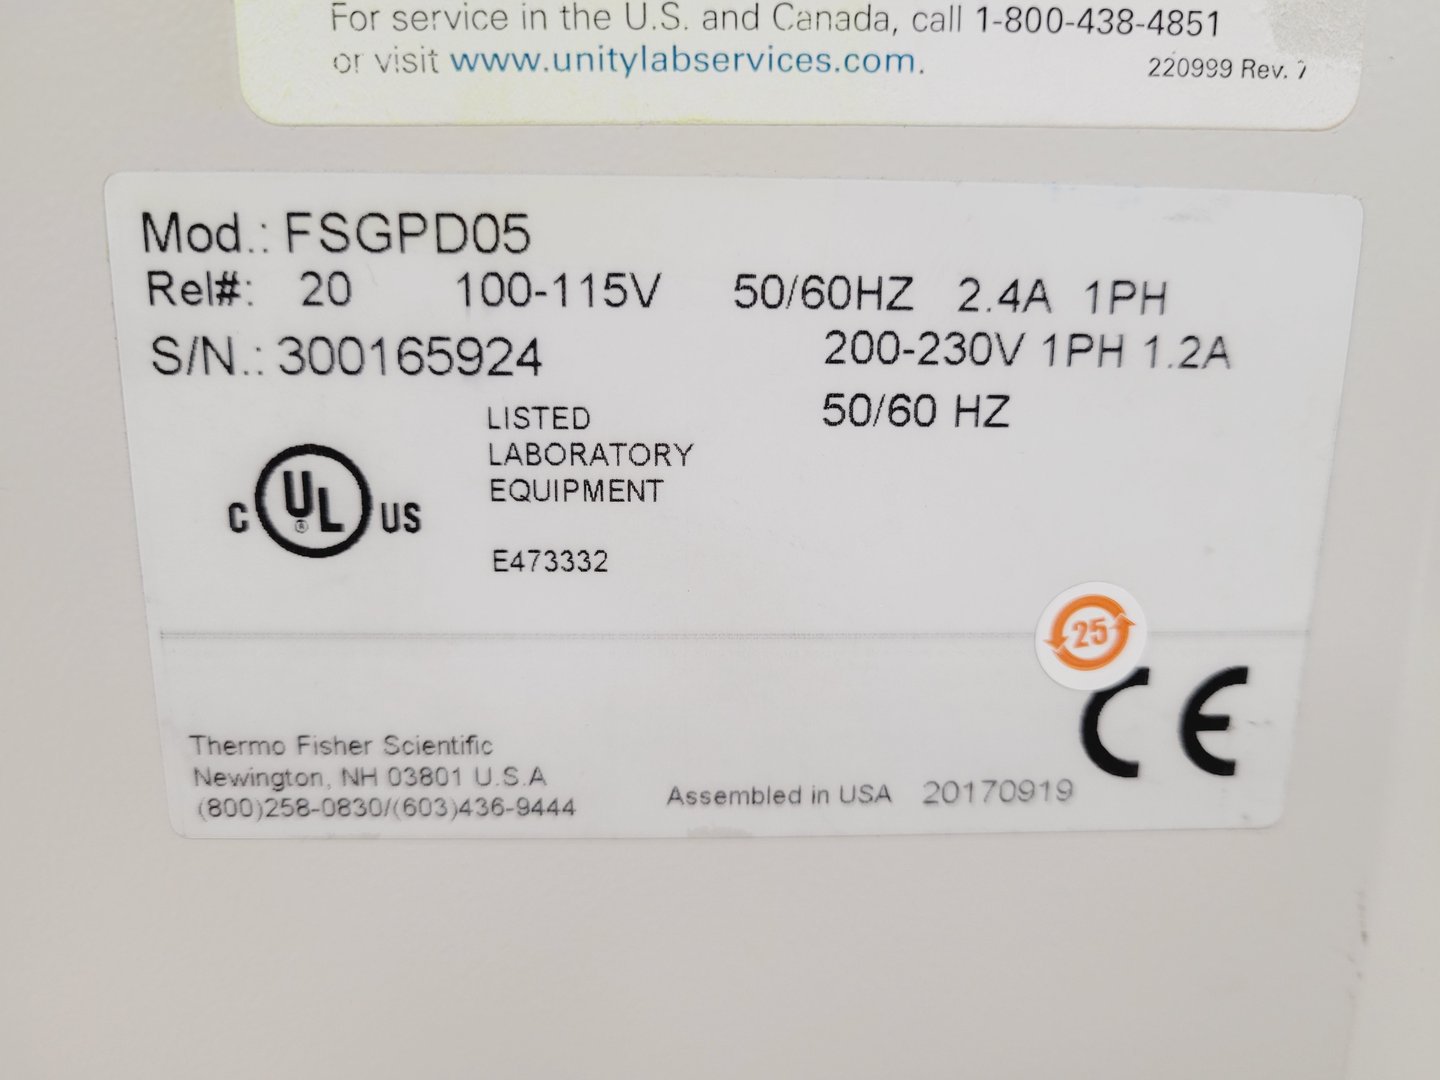 For service in the U.S. and Canada, call 1-800-438-4851
or visit www.unitylabservices.com.
220999 Rev. 7
Mod.: FSGPD05
Rel#: 20 100-115V 50/60HZ 2.4A 1PH
S/N.: 300165924 200-230V 1PH 1.2A
50/60 HZ
LISTED
LABORATORY
EQUIPMENT
C UL ® US
E473332
25
CE
Thermo Fisher Scientific
Newington, NH 03801 U.S.A
(800)258-0830/(603)436-9444
Assembled in USA 20170919